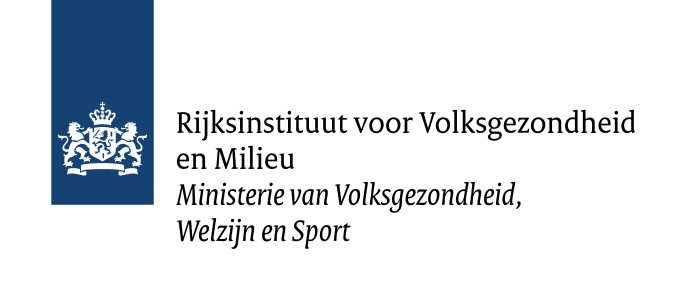 Rijksinstituut voor Volksgezondheid
en Milieu
Ministerie van Volksgezondheid,
Welzijn en Sport